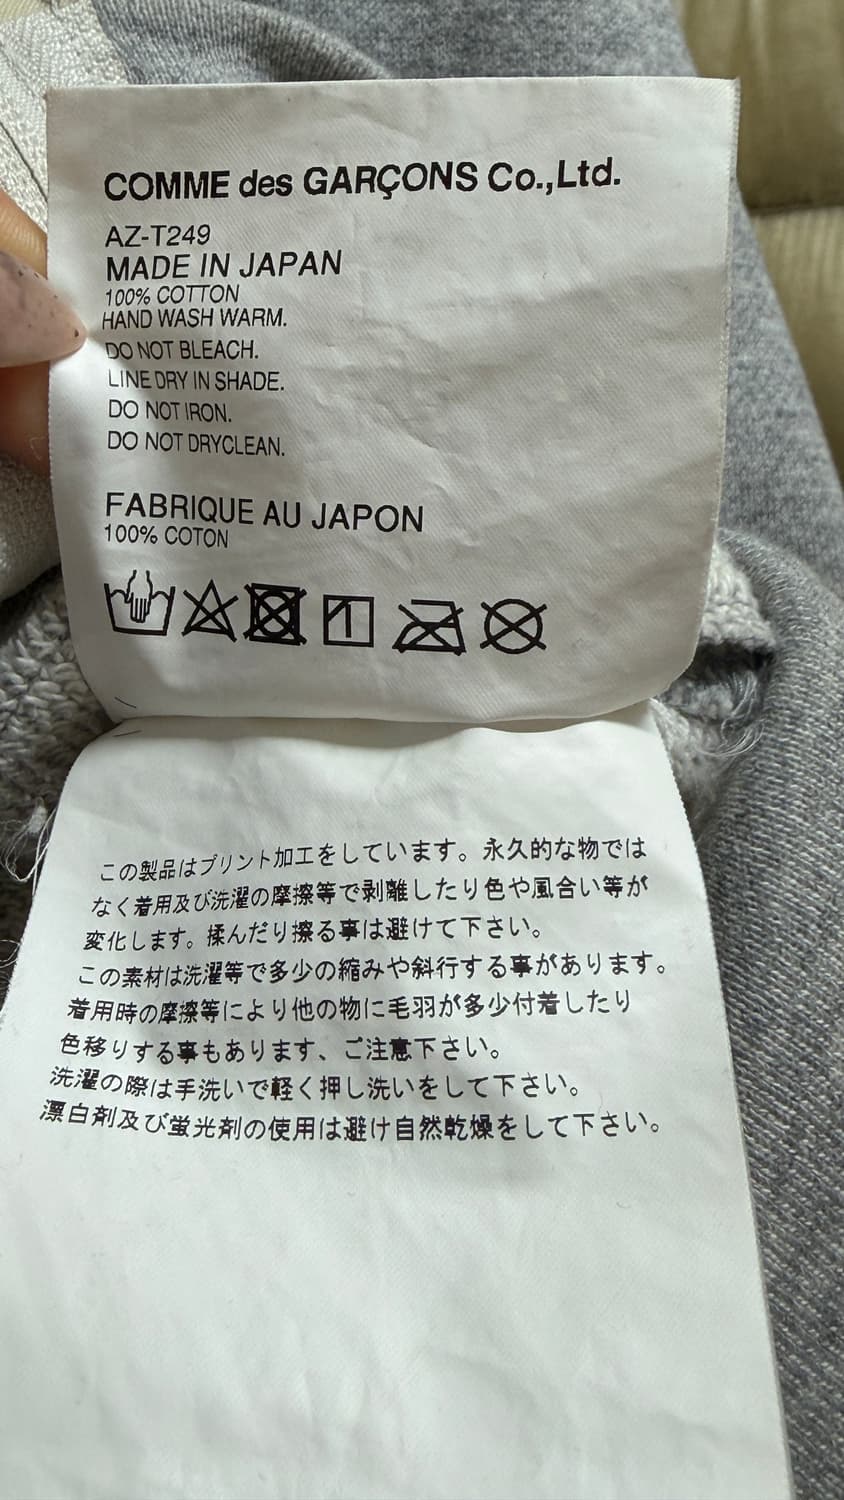 COMME des GARÇONS Co.,Ltd.
AZ-T249
MADE IN JAPAN
100% COTTON
HAND WASH WARM.
DO NOT BLEACH.
LINE DRY IN SHADE.
DO NOT IRON.
DO NOT DRYCLEAN.
FABRIQUE AU JAPON
100% COTON
この製品はプリント加工をしています。永久的な物では
なく着用及び洗濯の摩擦等で剥離したり色や風合い等が
変化します。揉んだり擦る事は避けて下さい。
この素材は洗濯等で多少の縮みや斜行する事があります。
着用時の摩擦等により他の物に毛羽が多少付着したり
色移りする事もあります、ご注意下さい。
洗濯の際は手洗いで軽く押し洗いをして下さい。
漂白剤及び蛍光剤の使用は避け自然乾燥をして下さい。